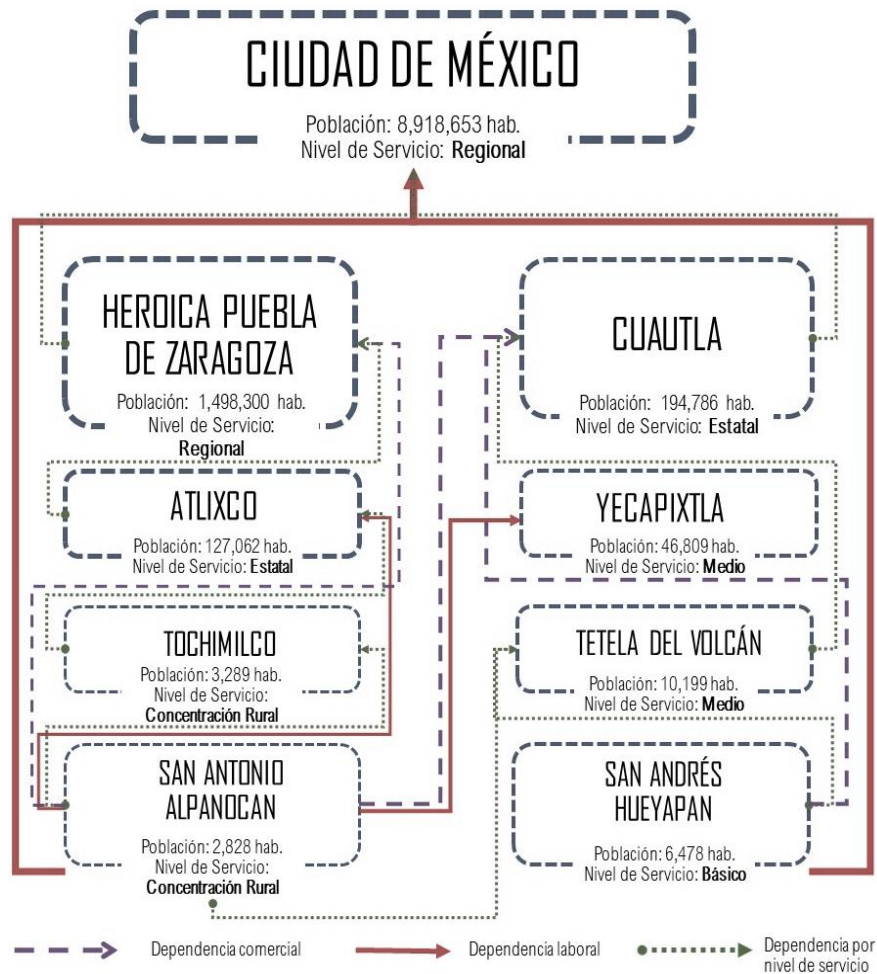 CIUDAD DE MÉXICO
Población: 8,918,653 hab.
Nivel de Servicio: Regional
HEROICA PUEBLA
DE ZARAGOZA
Población: 1,498,300 hab.
Nivel de Servicio:
Regional
CUAUTLA
Población: 194,786 hab.
Nivel de Servicio: Estatal
ATLIXCO
Población: 127,062 hab.
Nivel de Servicio: Estatal
YECAPIXTLA
Población: 46,809 hab.
Nivel de Servicio: Medio
TOCHIMILCO
Población: 3,289 hab.
Nivel de Servicio:
Concentración Rural
TETELA DEL VOLCÁN
Población: 10,199 hab.
Nivel de Servicio: Medio
SAN ANTONIO
ALPANOCAN
Población: 2,828 hab.
Nivel de Servicio:
Concentración Rural
SAN ANDRÉS
HUEYAPAN
Población: 6,478 hab.
Nivel de Servicio: Básico
Dependencia comercial
Dependencia laboral
Dependencia por
nivel de servicio